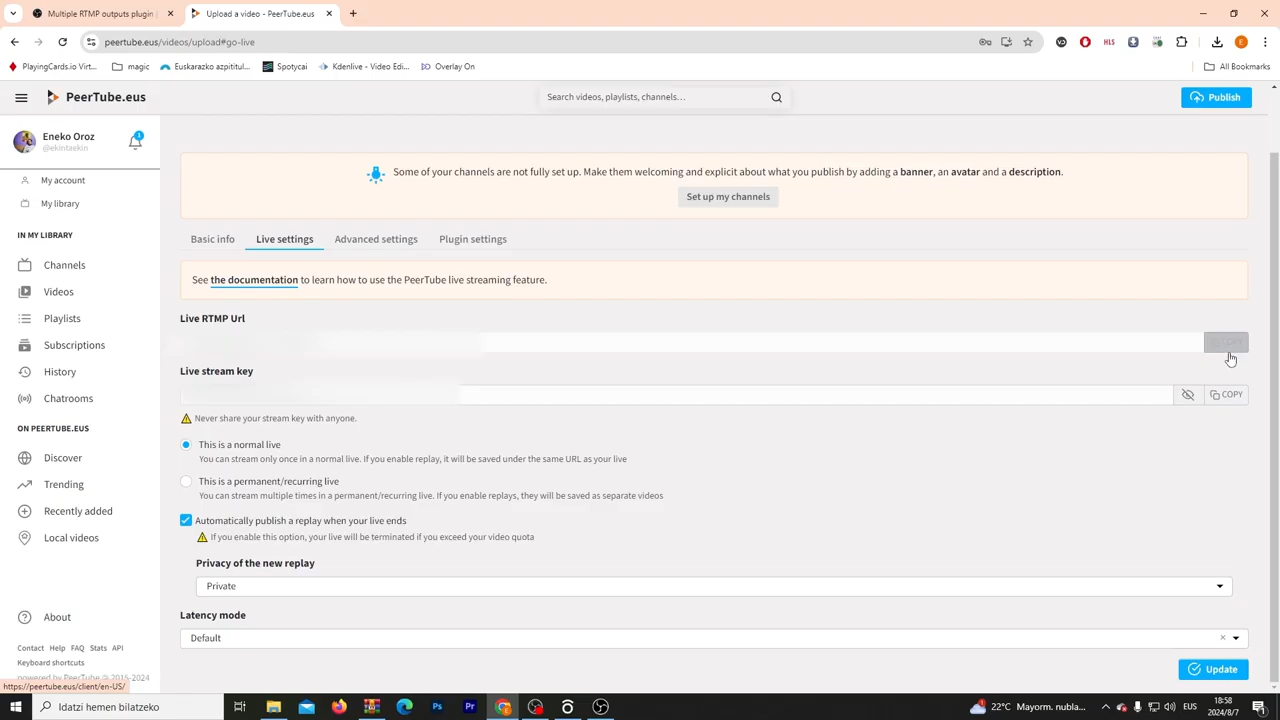 Multiple RTMP outputs plugin |
Upload a video - PeerTube.eus
peertube.eus/videos/upload#go-live
PlayingCards.io Virt...
magic
Euskarazko azpititul...
Spotycai
Kdenlive - Video Edi...
Overlay On
All Bookmarks
PeerTube.eus
Search videos, playlists, channels...
Publish
Eneko Oroz
@ekintaekin
1
My account
My library
IN MY LIBRARY
Channels
Videos
Playlists
Subscriptions
History
Chatrooms
ON PEERTUBE.EUS
Discover
Trending
Recently added
Local videos
About
Contact Help FAQ Stats API
Keyboard shortcuts
powered by PeerTube © 2015-2024
https://peertube.eus/client/en-US/
Some of your channels are not fully set up. Make them welcoming and explicit about what you publish by adding a banner, an avatar and a description.
Set up my channels
Basic info
Live settings
Advanced settings
Plugin settings
See the documentation to learn how to use the PeerTube live streaming feature.
Live RTMP Url
COPY
Live stream key
COPY
Never share your stream key with anyone.
This is a normal live
You can stream only once in a normal live. If you enable replay, it will be saved under the same URL as your live
This is a permanent/recurring live
You can stream multiple times in a permanent/recurring live. If you enable replays, they will be saved as separate videos
Automatically publish a replay when your live ends
If you enable this option, your live will be terminated if you exceed your video quota
Privacy of the new replay
Private
Latency mode
Default
Update
Idatzi hemen bilatzeko
22°C Mayorm. nubla...
18:58
2024/8/7